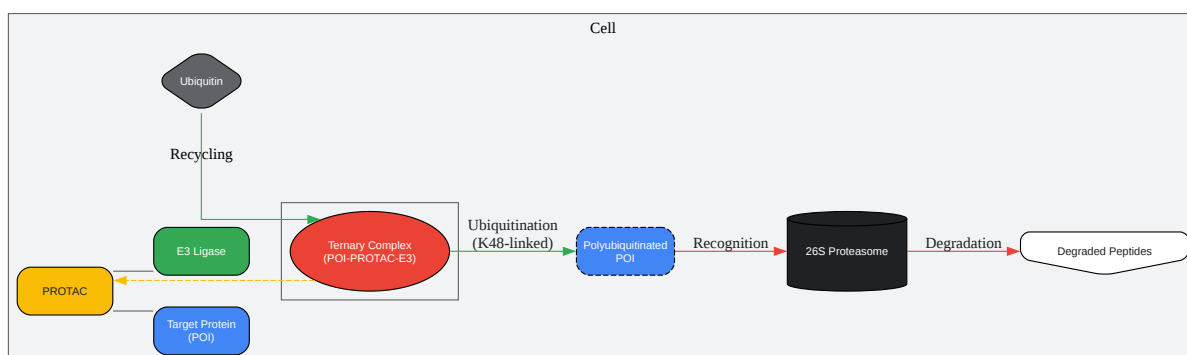 Cell
Ubiquitin
Recycling
E3 Ligase
PROTAC
Target Protein
(POI)
Ternary Complex
(POI-PROTAC-E3)
Ubiquitination
(K48-linked)
Polyubiquitinated
POI
Recognition
26S Proteasome
Degradation
Degraded Peptides